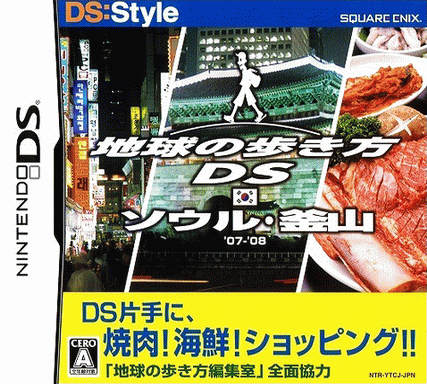 DS:Style
SQUARE ENIX
NINTENDO DS
地球の歩き方
DS
ソウル・釜山
'07-'08
DS片手に、
焼肉!海鮮!ショッピング!!
「地球の歩き方編集室」全面協力
CERO
A
NTR-YTCJ-JPN